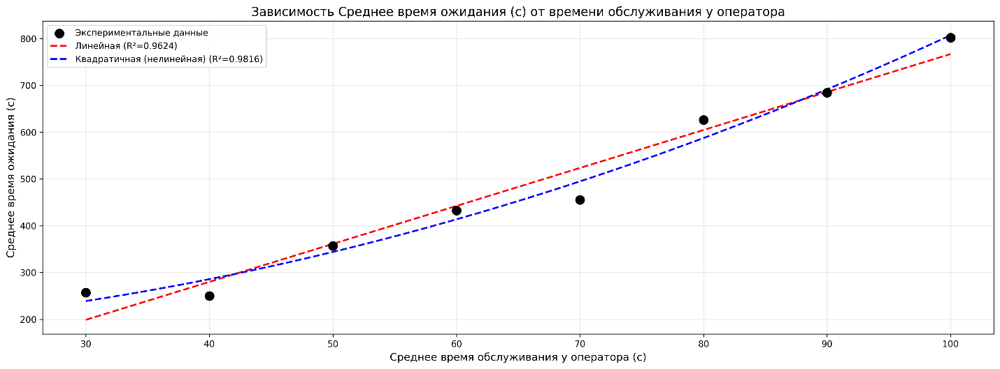 Зависимость Среднее время ожидания (с) от времени обслуживания у оператора
Экспериментальные данные
Линейная (R²=0.9624)
Квадратичная (нелинейная) (R²=0.9816)
Среднее время ожидания (с)
800
700
600
500
400
300
200
30 40 50 60 70 80 90 100
Среднее время обслуживания у оператора (с)